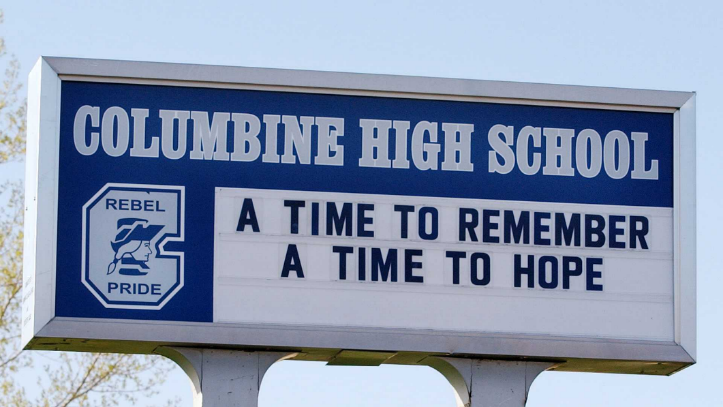 COLUMBINE HIGH SCHOOL
REBEL
PRIDE
A TIME TO REMEMBER
A TIME TO HOPE